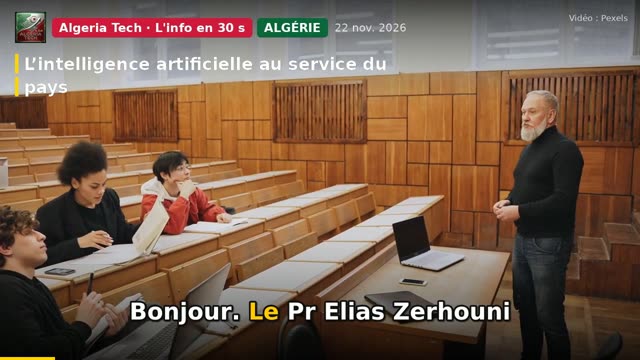 Algeria Tech · L'info en 30 s ALGÉRIE 22 nov. 2026
Vidéo : Pexels
L’intelligence artificielle au service du
pays
Bonjour. Le Pr Elias Zerhouni